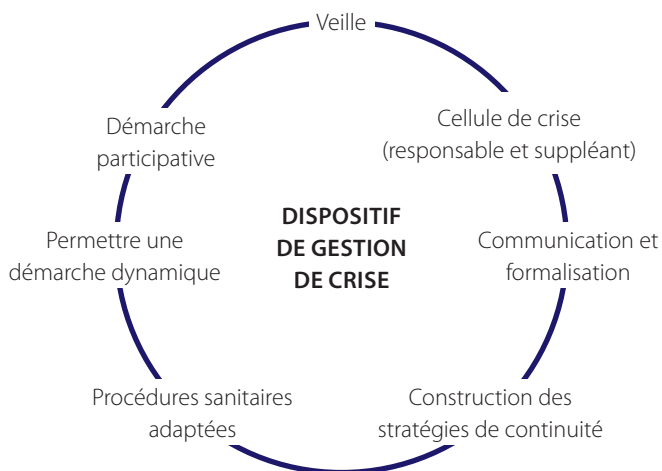 Veille
Cellule de crise
(responsable et suppléant)
Communication et
formalisation
Construction des
stratégies de continuité
Procédures sanitaires
adaptées
Permettre une
démarche dynamique
Démarche
participative
DISPOSITIF
DE GESTION
DE CRISE